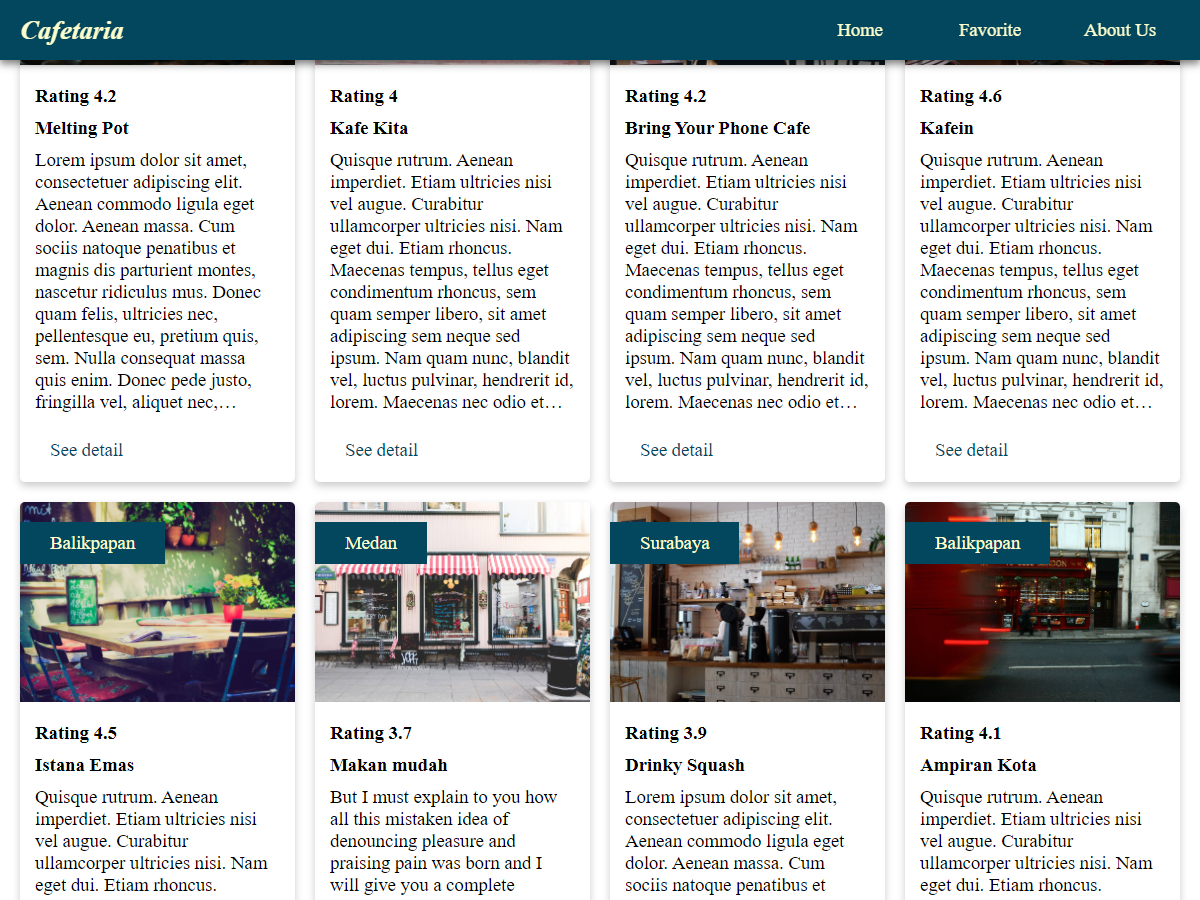 Cafetaria
Home
Favorite
About Us
Rating 4.2
Melting Pot
Lorem ipsum dolor sit amet,
consectetuer adipiscing elit.
Aenean commodo ligula eget
dolor. Aenean massa. Cum
sociis natoque penatibus et
magnis dis parturient montes,
nascetur ridiculus mus. Donec
quam felis, ultricies nec,
pellentesque eu, pretium quis,
sem. Nulla consequat massa
quis enim. Donec pede justo,
fringilla vel, aliquet nec,…
See detail
Rating 4
Kafe Kita
Quisque rutrum. Aenean
imperdiet. Etiam ultricies nisi
vel augue. Curabitur
ullamcorper ultricies nisi. Nam
eget dui. Etiam rhoncus.
Maecenas tempus, tellus eget
condimentum rhoncus, sem
quam semper libero, sit amet
adipiscing sem neque sed
ipsum. Nam quam nunc, blandit
vel, luctus pulvinar, hendrerit id,
lorem. Maecenas nec odio et…
See detail
Rating 4.2
Bring Your Phone Cafe
Quisque rutrum. Aenean
imperdiet. Etiam ultricies nisi
vel augue. Curabitur
ullamcorper ultricies nisi. Nam
eget dui. Etiam rhoncus.
Maecenas tempus, tellus eget
condimentum rhoncus, sem
quam semper libero, sit amet
adipiscing sem neque sed
ipsum. Nam quam nunc, blandit
vel, luctus pulvinar, hendrerit id,
lorem. Maecenas nec odio et…
See detail
Rating 4.6
Kafein
Quisque rutrum. Aenean
imperdiet. Etiam ultricies nisi
vel augue. Curabitur
ullamcorper ultricies nisi. Nam
eget dui. Etiam rhoncus.
Maecenas tempus, tellus eget
condimentum rhoncus, sem
quam semper libero, sit amet
adipiscing sem neque sed
ipsum. Nam quam nunc, blandit
vel, luctus pulvinar, hendrerit id,
lorem. Maecenas nec odio et…
See detail
Balikpapan
Rating 4.5
Istana Emas
Quisque rutrum. Aenean
imperdiet. Etiam ultricies nisi
vel augue. Curabitur
ullamcorper ultricies nisi. Nam
eget dui. Etiam rhoncus.
Medan
Rating 3.7
Makan mudah
But I must explain to you how
all this mistaken idea of
denouncing pleasure and
praising pain was born and I
will give you a complete
Surabaya
Rating 3.9
Drinky Squash
Lorem ipsum dolor sit amet,
consectetuer adipiscing elit.
Aenean commodo ligula eget
dolor. Aenean massa. Cum
sociis natoque penatibus et
Balikpapan
Rating 4.1
Ampiran Kota
Quisque rutrum. Aenean
imperdiet. Etiam ultricies nisi
vel augue. Curabitur
ullamcorper ultricies nisi. Nam
eget dui. Etiam rhoncus.